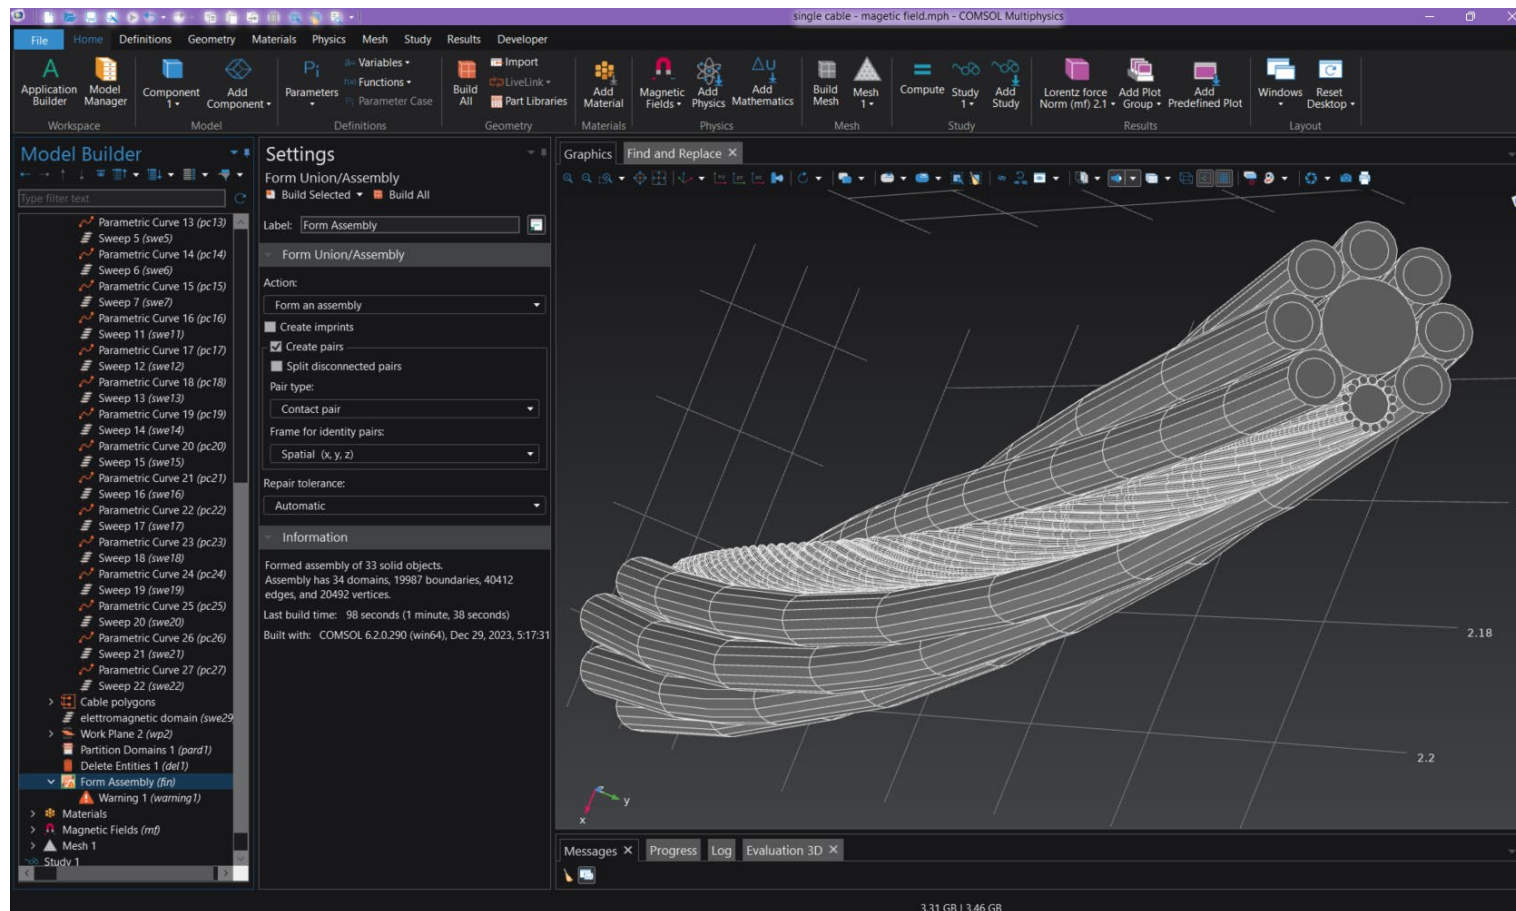 single cable - magetic field.mph - COMSOL Multiphysics
File Home Definitions Geometry Materials Physics Mesh Study Results Developer
Application Builder
Model Manager
Workspace
Component 1
Add Component
Model
Parameters
Pi
a= Variables
f(x) Functions
Pi Parameter Case
Definitions
Build All
Import
LiveLink
Part Libraries
Geometry
Add Material
Materials
Magnetic Fields
Add Physics
Add Mathematics
Physics
Build Mesh
Mesh 1
Mesh
Compute
Study 1
Add Study
Study
Lorentz force Norm (mf) 2.1
Add Plot Group
Add Predefined Plot
Results
Windows
Reset Desktop
Layout
Model Builder
Type filter text
Parametric Curve 13 (pc13)
Sweep 5 (swe5)
Parametric Curve 14 (pc14)
Sweep 6 (swe6)
Parametric Curve 15 (pc15)
Sweep 7 (swe7)
Parametric Curve 16 (pc16)
Sweep 11 (swe11)
Parametric Curve 17 (pc17)
Sweep 12 (swe12)
Parametric Curve 18 (pc18)
Sweep 13 (swe13)
Parametric Curve 19 (pc19)
Sweep 14 (swe14)
Parametric Curve 20 (pc20)
Sweep 15 (swe15)
Parametric Curve 21 (pc21)
Sweep 16 (swe16)
Parametric Curve 22 (pc22)
Sweep 17 (swe17)
Parametric Curve 23 (pc23)
Sweep 18 (swe18)
Parametric Curve 24 (pc24)
Sweep 19 (swe19)
Parametric Curve 25 (pc25)
Sweep 20 (swe20)
Parametric Curve 26 (pc26)
Sweep 21 (swe21)
Parametric Curve 27 (pc27)
Sweep 22 (swe22)
Cable polygons
elettromagnetic domain (swe29
Work Plane 2 (wp2)
Partition Domains 1 (pard1)
Delete Entities 1 (del1)
Form Assembly (fin)
Warning 1 (warning1)
Materials
Magnetic Fields (mf)
Mesh 1
Study 1
Settings
Form Union/Assembly
Build Selected Build All
Label: Form Assembly
Form Union/Assembly
Action:
Form an assembly
Create imprints
Create pairs
Split disconnected pairs
Pair type:
Contact pair
Frame for identity pairs:
Spatial (x, y, z)
Repair tolerance:
Automatic
Information
Formed assembly of 33 solid objects.
Assembly has 34 domains, 19987 boundaries, 40412
edges, and 20492 vertices.
Last build time: 98 seconds (1 minute, 38 seconds)
Built with: COMSOL 6.2.0.290 (win64), Dec 29, 2023, 5:17:31
Graphics Find and Replace
2.18
2.2
y
x
Messages Progress Log Evaluation 3D
3.31 GB | 3.46 GB